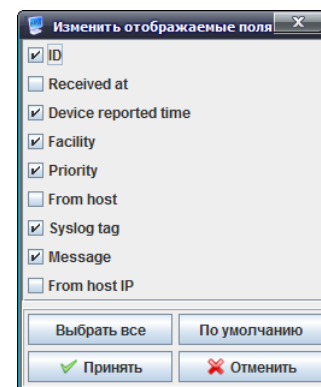 Изменить отображаемые поля
ID
Received at
Device reported time
Facility
Priority
From host
Syslog tag
Message
From host IP
Выбрать все По умолчанию
Принять Отменить